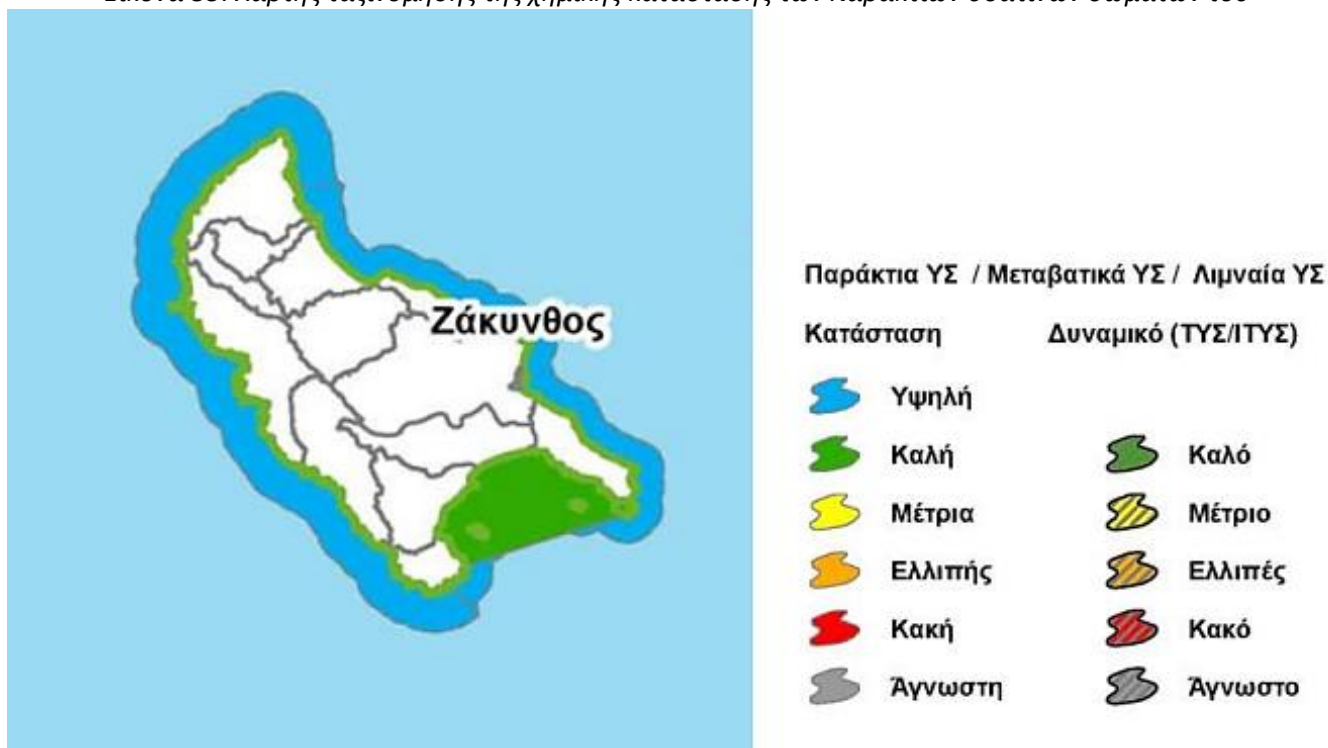 Παράκτια ΥΣ / Μεταβατικά ΥΣ / Λιμναία ΥΣ
Κατάσταση Δυναμικό (ΤΥΣ/ΙΤΥΣ)
Ζάκυνθος
Υψηλή
Καλή Καλό
Μέτρια Μέτριο
Ελλιπής Ελλιπές
Κακή Κακό
Άγνωστη Άγνωστο